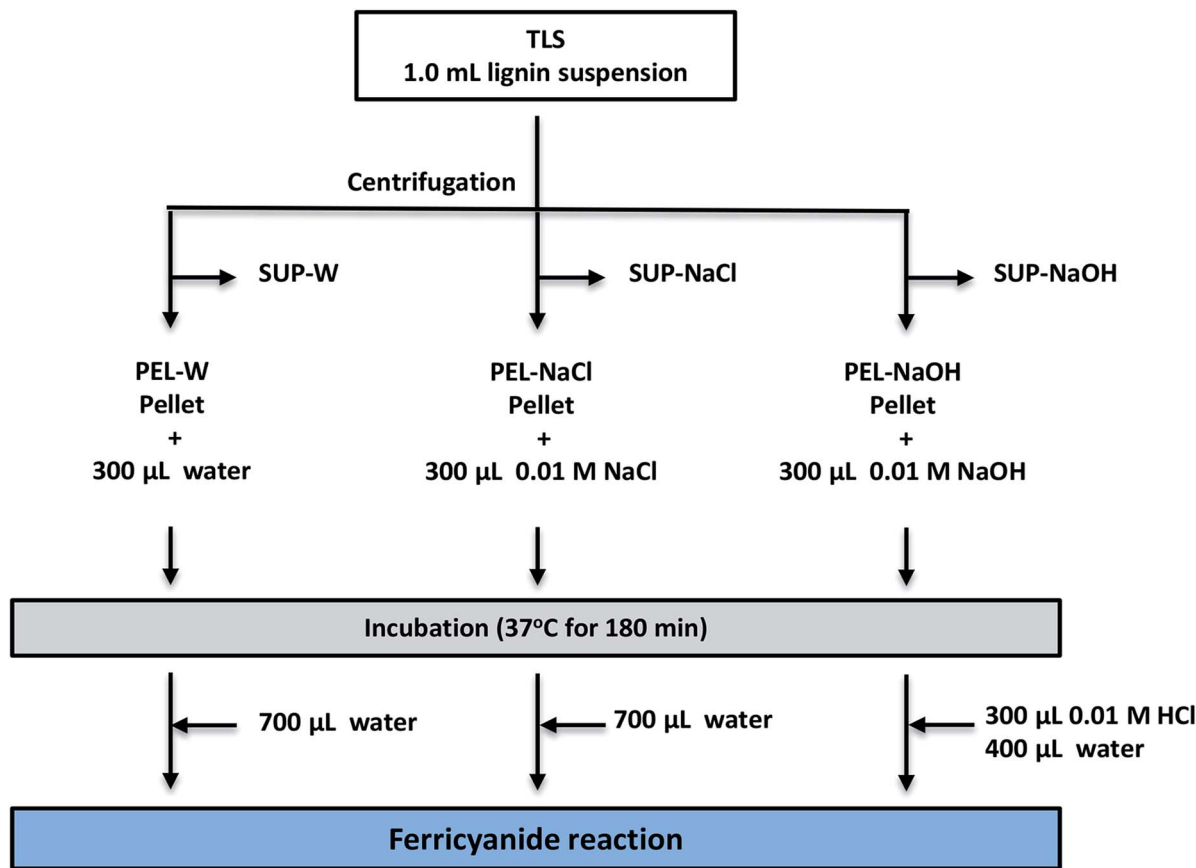 TLS
1.0 mL lignin suspension
Centrifugation
SUP-W
SUP-NaCl
SUP-NaOH
PEL-W
Pellet
+
300 µL water
PEL-NaCl
Pellet
+
300 µL 0.01 M NaCl
PEL-NaOH
Pellet
+
300 µL 0.01 M NaOH
Incubation (37°C for 180 min)
700 µL water
700 µL water
300 µL 0.01 M HCl
400 µL water
Ferricyanide reaction